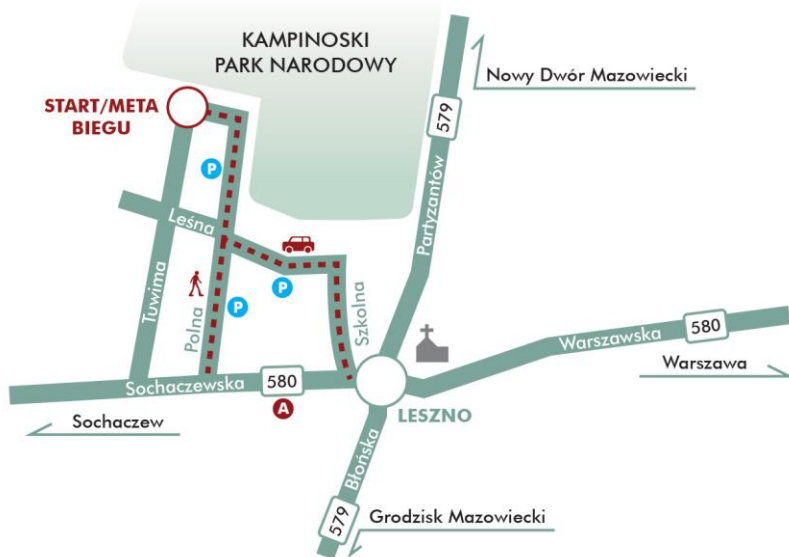 KAMPINOSKI
PARK NARODOWY
Nowy Dwór Mazowiecki
START/META
BIEGU
579
P
Partyzantów
Leśna
Tuwima
Polna
P
P
Szkolna
Warszawska
580
Warszawa
Sochaczewska
580
A
LESZNO
Sochaczew
Błońska
579
Grodzisk Mazowiecki